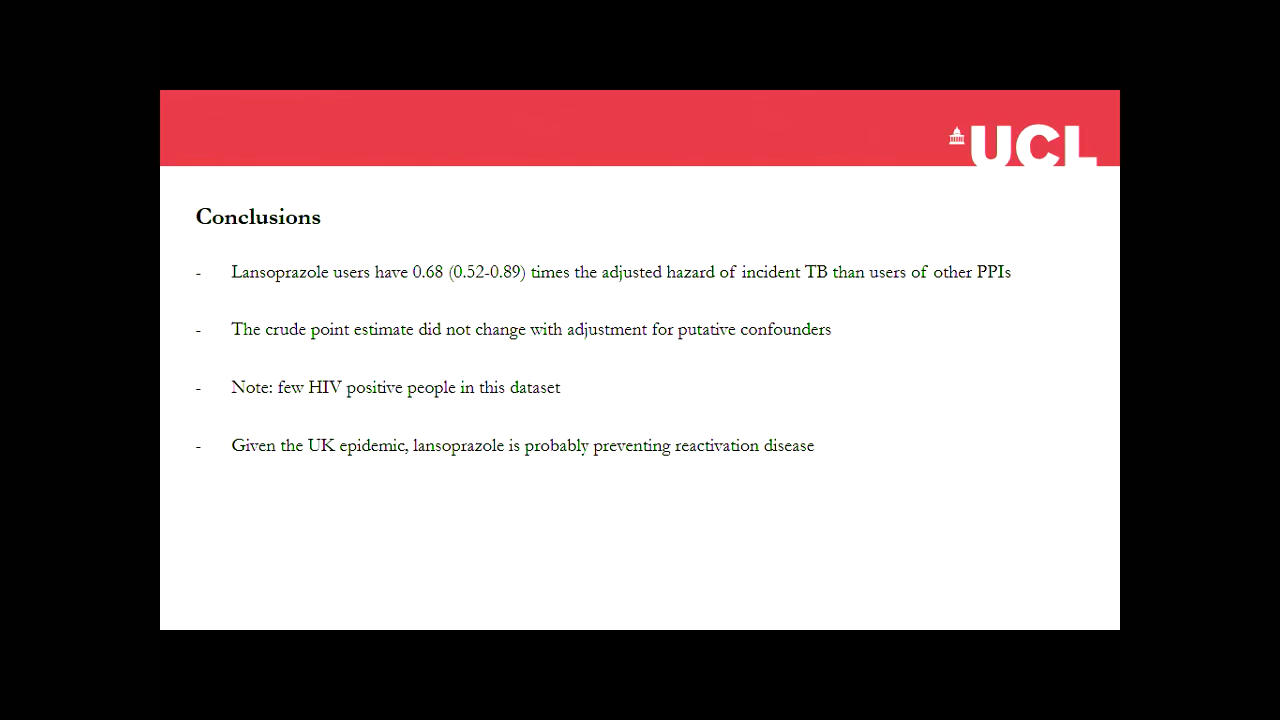 UCL
Conclusions
- Lansoprazole users have 0.68 (0.52-0.89) times the adjusted hazard of incident TB than users of other PPIs
- The crude point estimate did not change with adjustment for putative confounders
- Note: few HIV positive people in this dataset
- Given the UK epidemic, lansoprazole is probably preventing reactivation disease